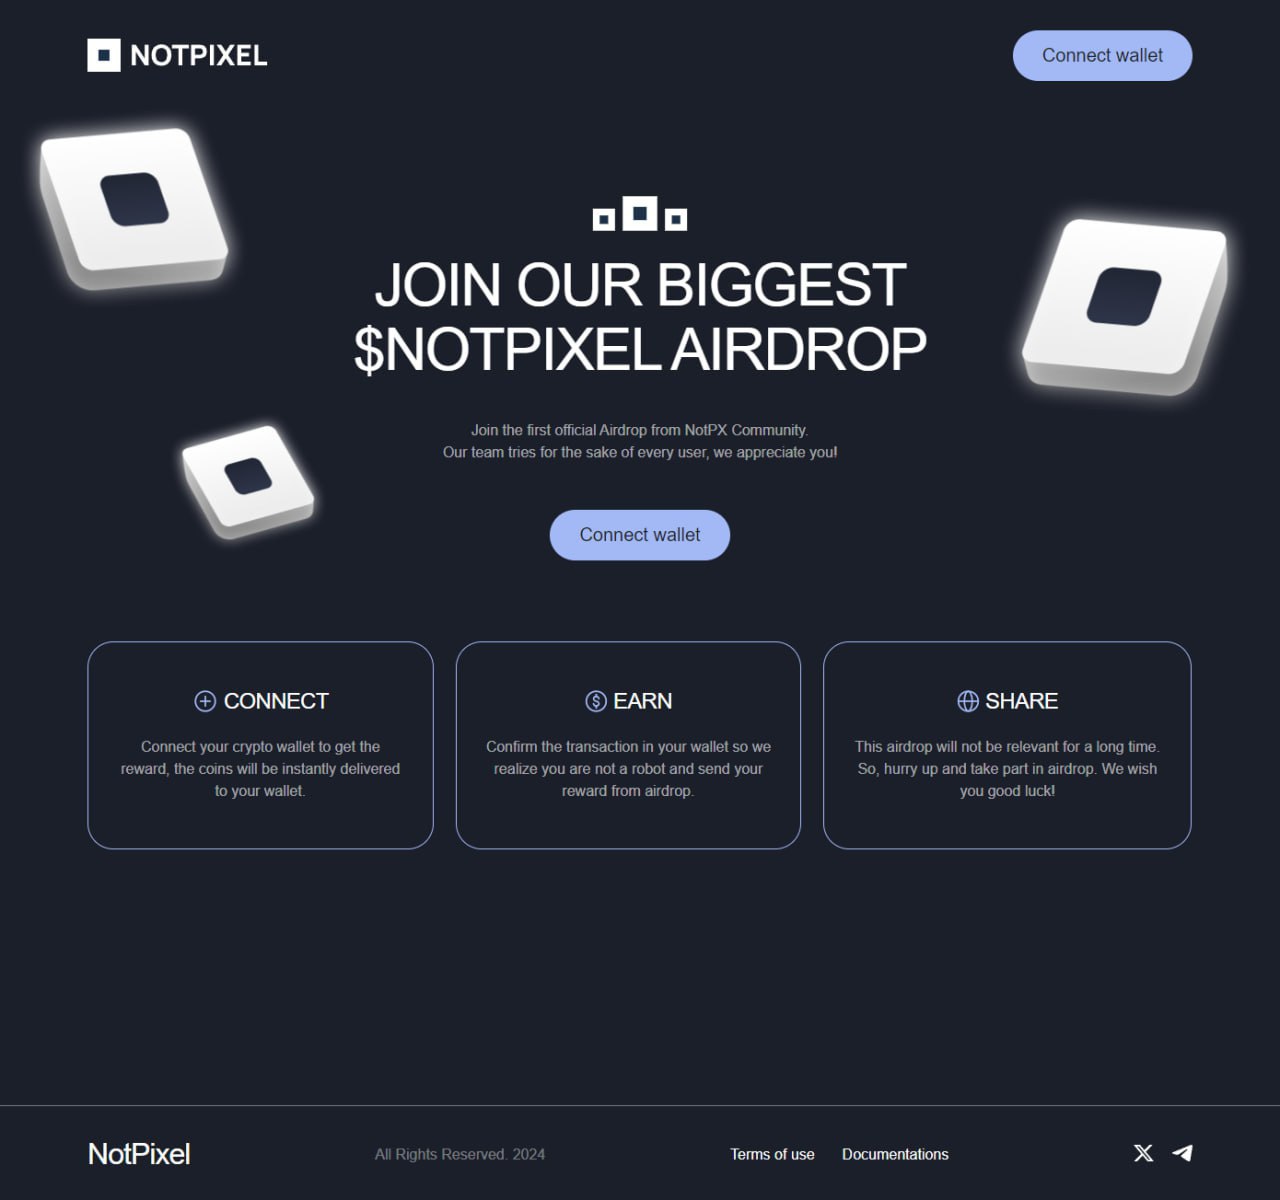 NOTPIXEL
Connect wallet
JOIN OUR BIGGEST
$NOTPIXEL AIRDROP
Join the first official Airdrop from NotPX Community.
Our team tries for the sake of every user, we appreciate you!
Connect wallet
CONNECT
Connect your crypto wallet to get the
reward, the coins will be instantly delivered
to your wallet.
EARN
Confirm the transaction in your wallet so we
realize you are not a robot and send your
reward from airdrop.
SHARE
This airdrop will not be relevant for a long time.
So, hurry up and take part in airdrop. We wish
you good luck!
NotPixel
All Rights Reserved. 2024
Terms of use
Documentations